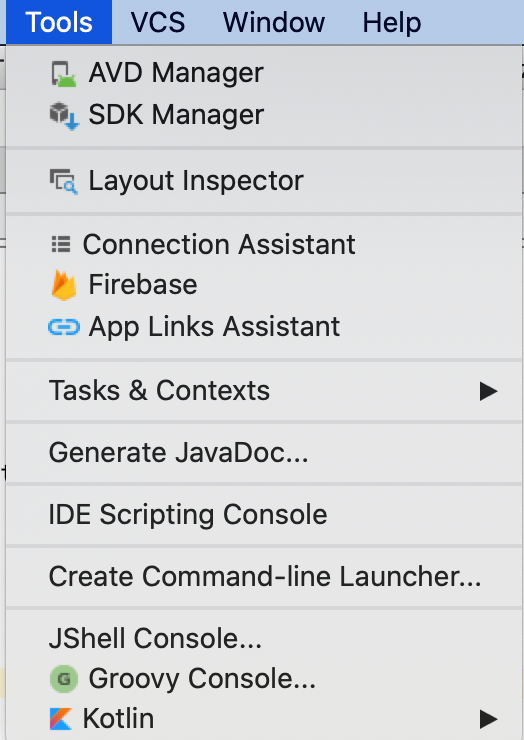 Tools VCS Window Help
AVD Manager
SDK Manager
Layout Inspector
Connection Assistant
Firebase
App Links Assistant
Tasks & Contexts
Generate JavaDoc...
IDE Scripting Console
Create Command-line Launcher...
JShell Console...
G Groovy Console...
Kotlin